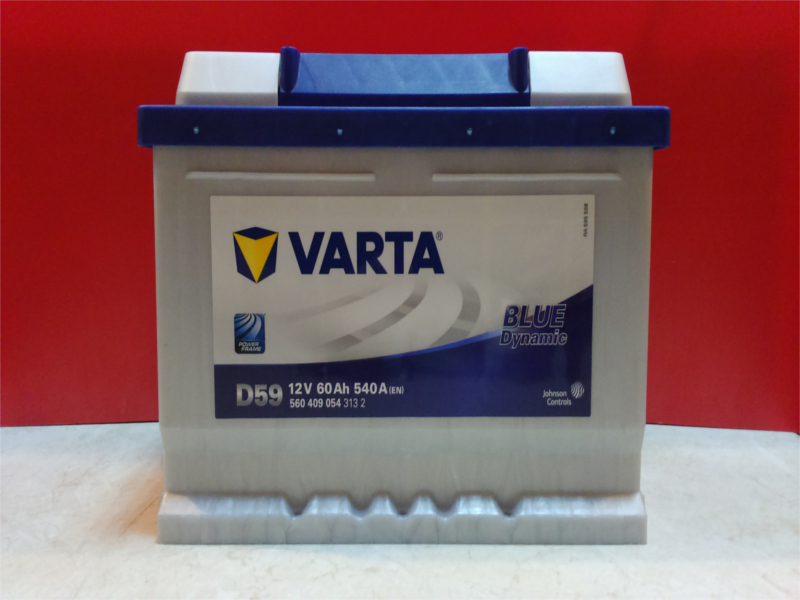 VARTA®
BLUE
Dynamic
POWER
FRAME
D59 12V 60Ah 540A (EN)
560 409 054 313 2
Johnson
Controls